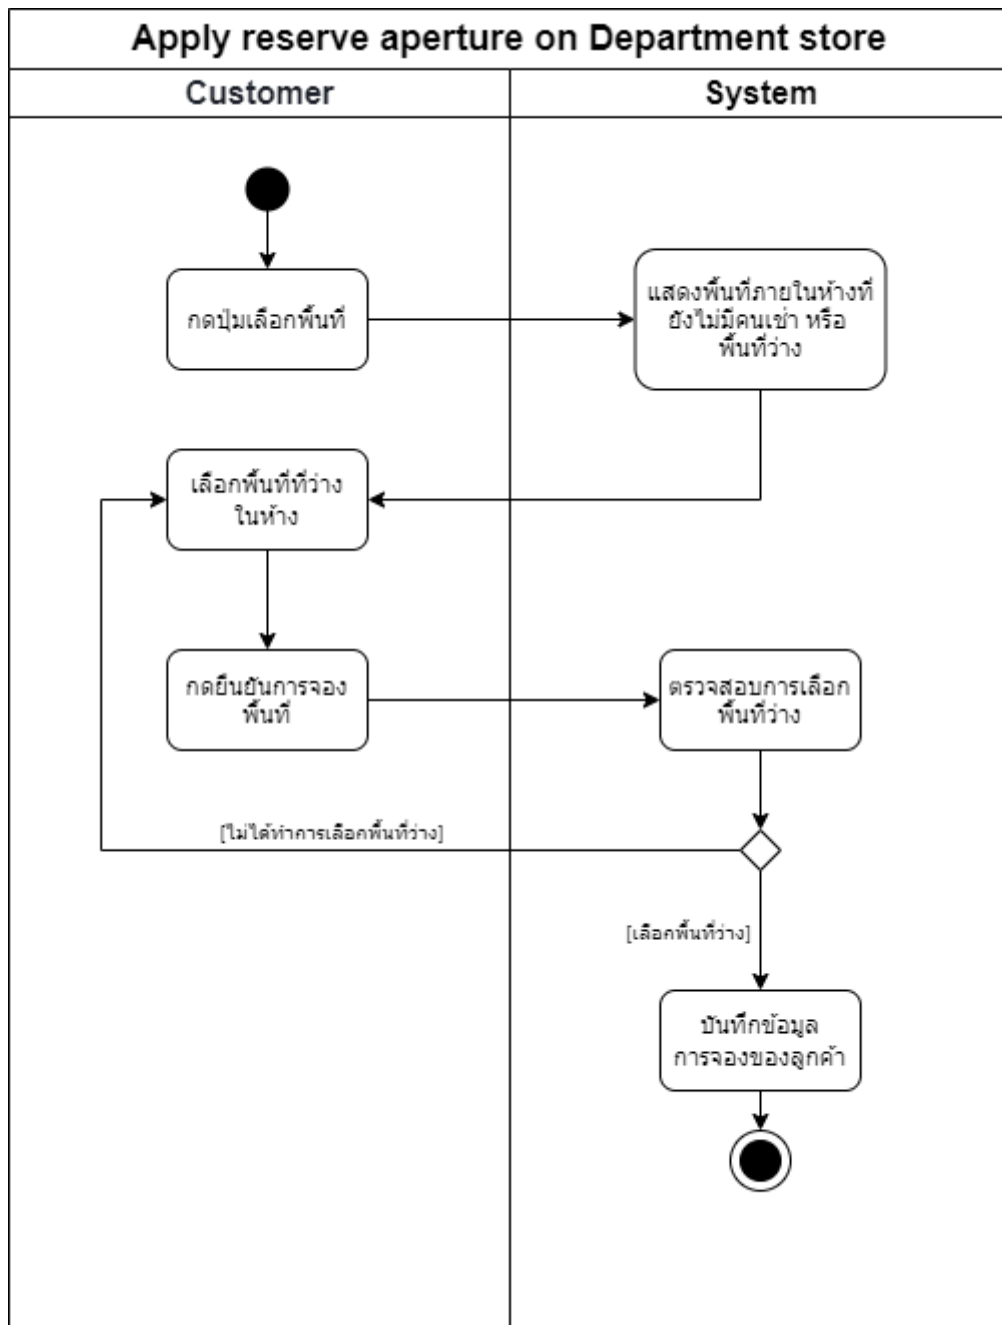 Apply reserve aperture on Department store
Customer
System
กดปุ่มเลือกพื้นที่
แสดงพื้นที่ภายในห้างที่
ยังไม่มีคนเช่า หรือ
พื้นที่ว่าง
เลือกพื้นที่ที่ว่าง
ในห้าง
กดยืนยันการจอง
พื้นที่
ตรวจสอบการเลือก
พื้นที่ว่าง
[ไม่ได้ทำการเลือกพื้นที่ว่าง]
[เลือกพื้นที่ว่าง]
บันทึกข้อมูล
การจองของลูกค้า